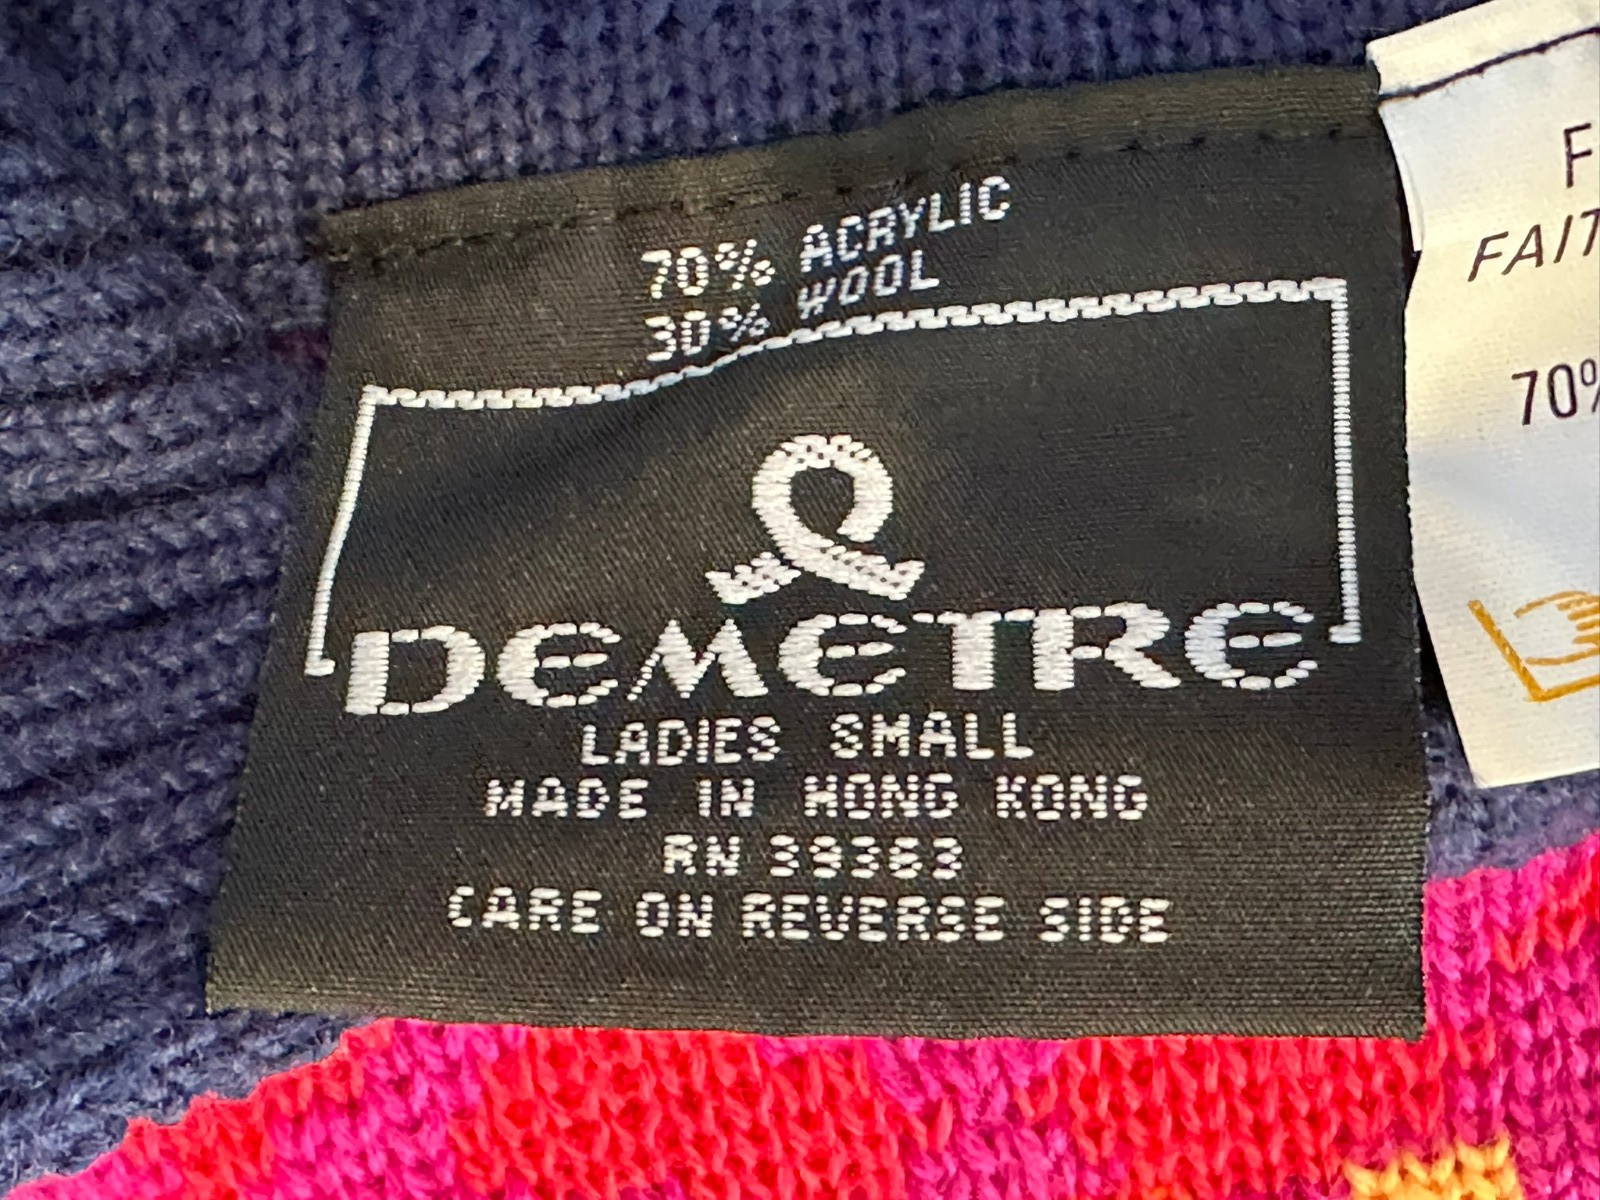 70% ACRYLIC
30% WOOL
DEMETRE
LADIES SMALL
MADE IN HONG KONG
RN 39363
CARE ON REVERSE SIDE
F
FAIT
70%